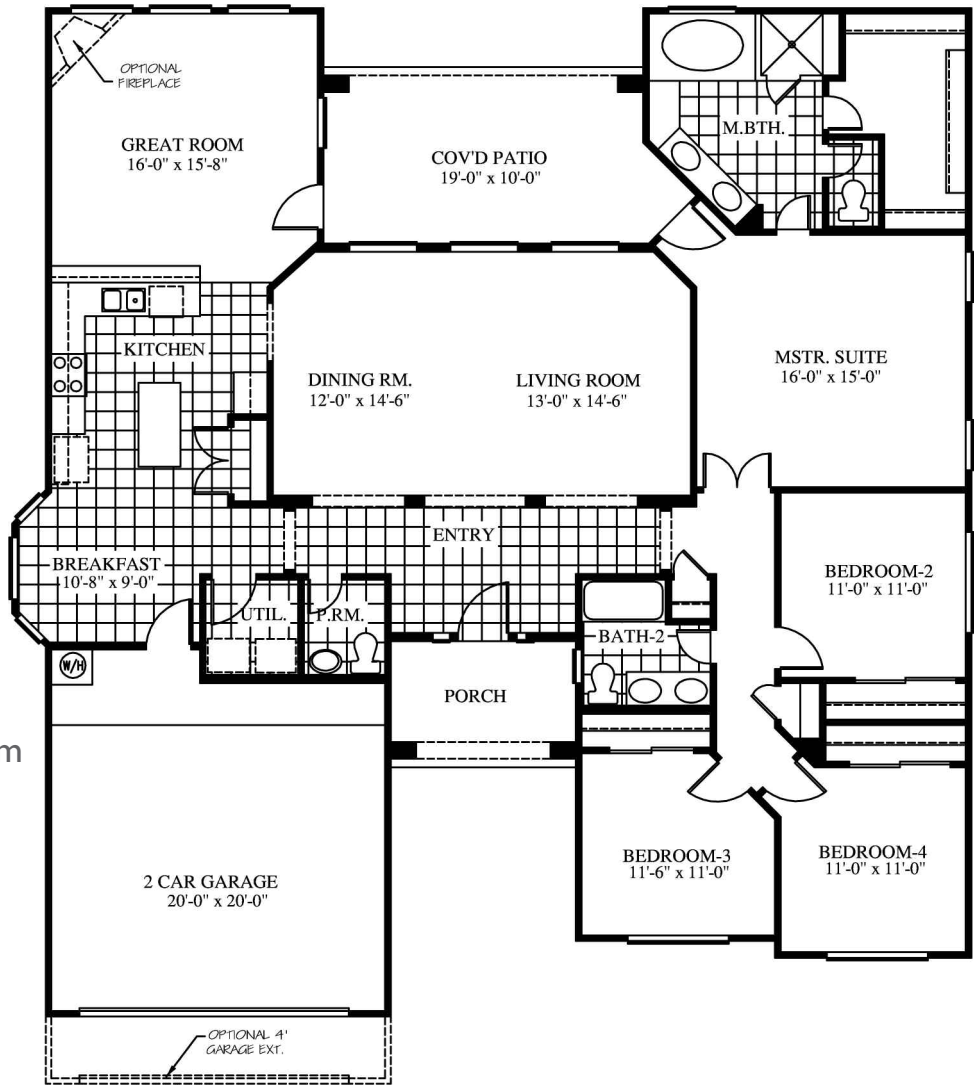 OPTIONAL
FIREPLACE
GREAT ROOM
16'-0" x 15'-8"
COV'D PATIO
19'-0" x 10'-0"
M.BTH.
KITCHEN
DINING RM.
12'-0" x 14'-6"
LIVING ROOM
13'-0" x 14'-6"
MSTR. SUITE
16'-0" x 15'-0"
ENTRY
BREAKFAST
10'-8" x 9'-0"
BEDROOM-2
11'-0" x 11'-0"
UTIL.
P.RM.
BATH-2
W/H
PORCH
m
BEDROOM-3
11'-6" x 11'-0"
BEDROOM-4
11'-0" x 11'-0"
2 CAR GARAGE
20'-0" x 20'-0"
OPTIONAL 4'
GARAGE EXT.